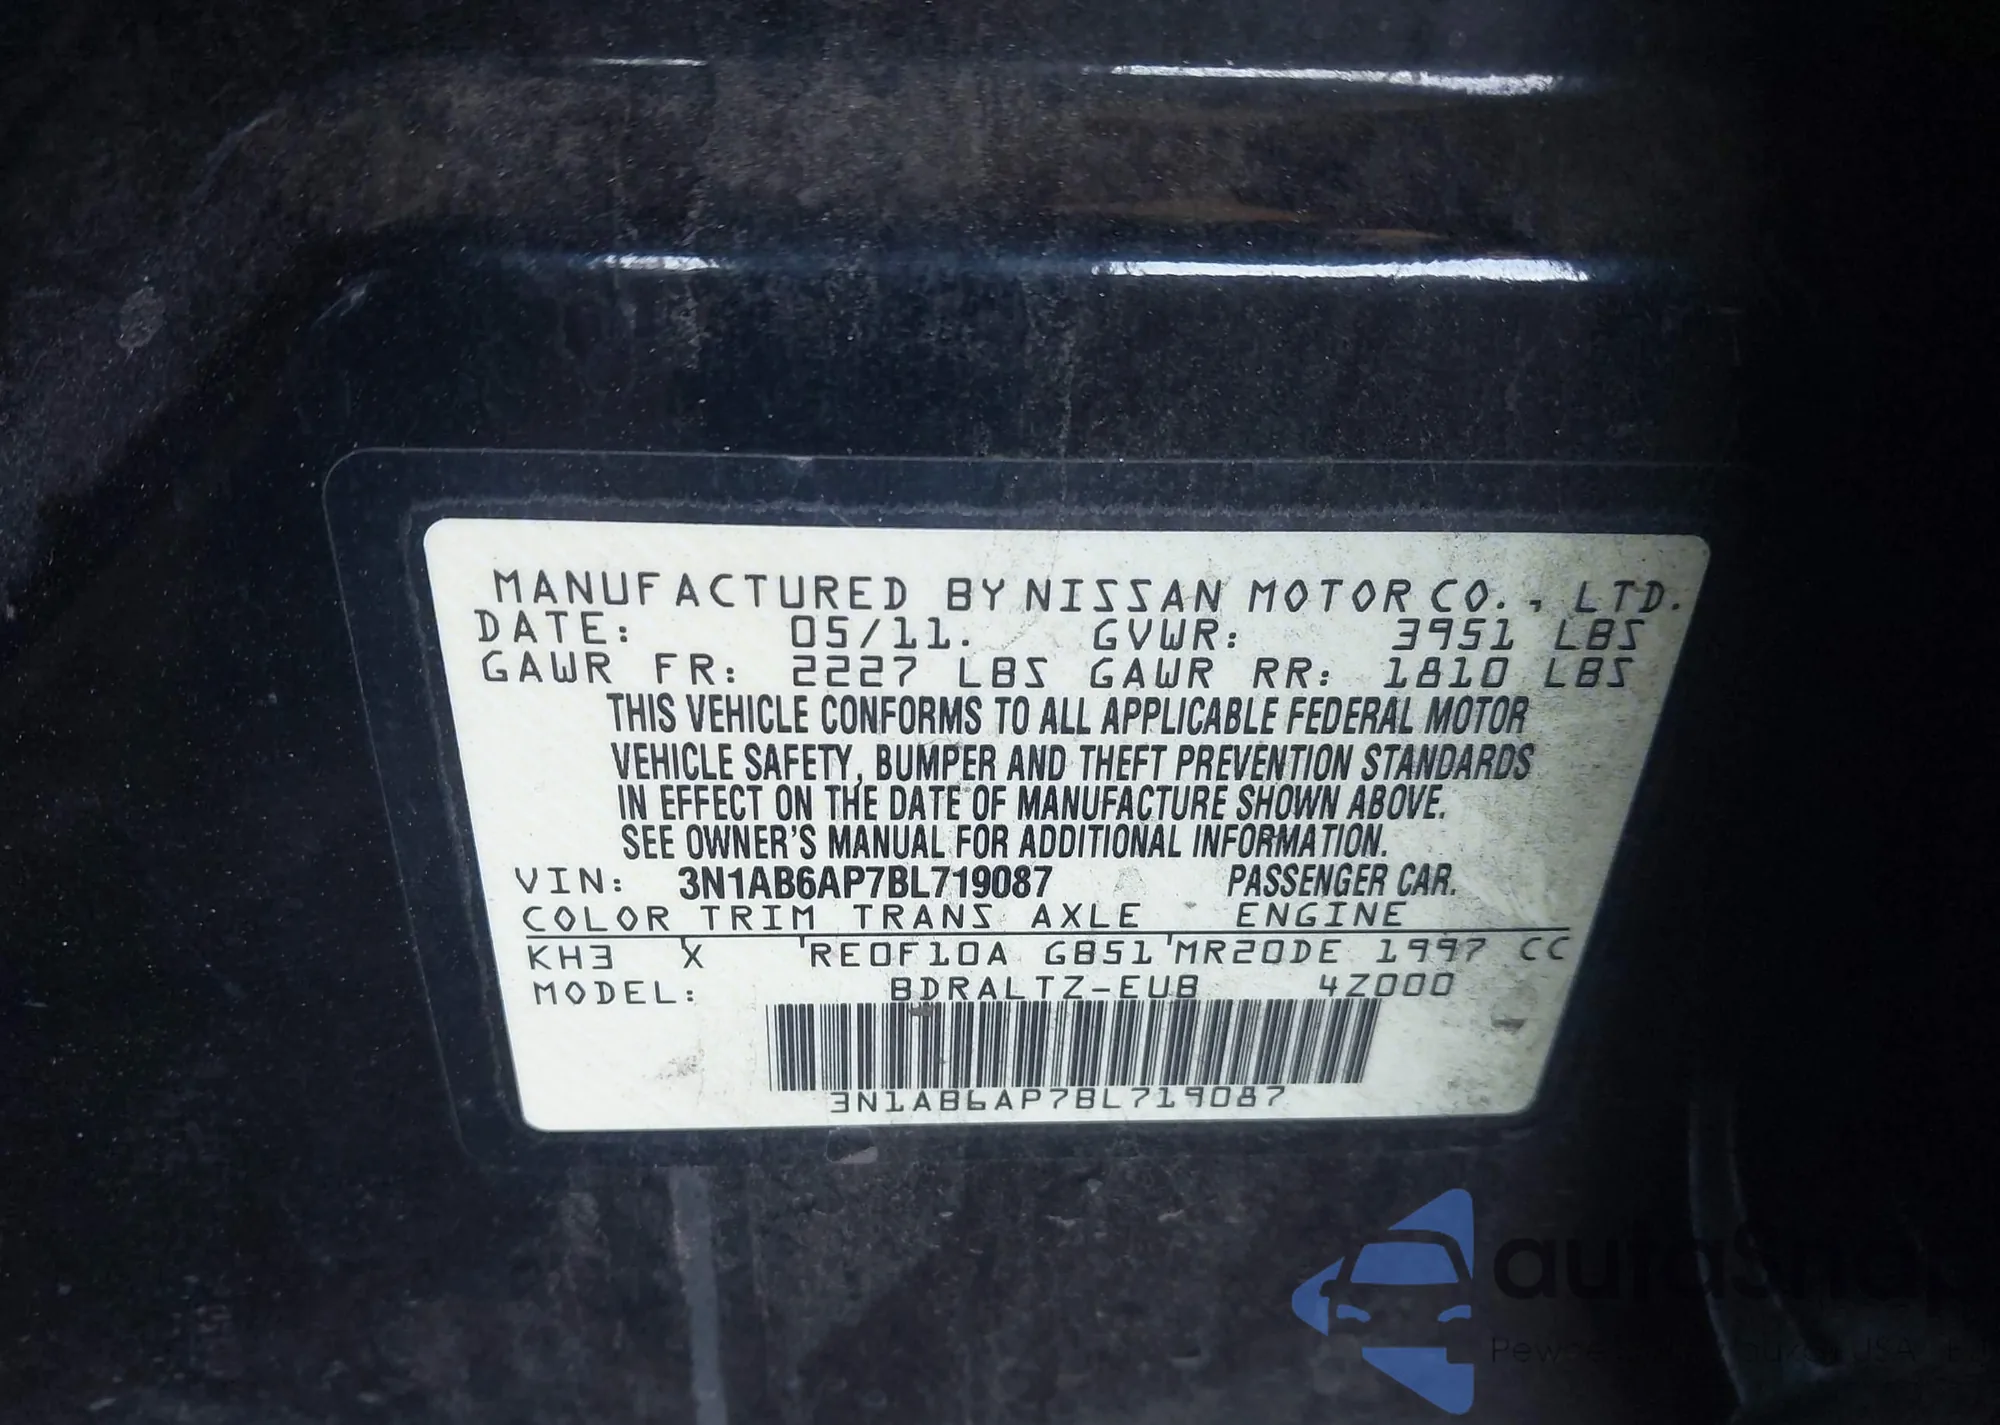 MANUFACTURED BY NISSAN MOTOR CO., LTD.
DATE: 05/11. GVWR: 3951 LBS
GAWR FR: 2227 LBS GAWR RR: 1810 LBS
THIS VEHICLE CONFORMS TO ALL APPLICABLE FEDERAL MOTOR
VEHICLE SAFETY, BUMPER AND THEFT PREVENTION STANDARDS
IN EFFECT ON THE DATE OF MANUFACTURE SHOWN ABOVE.
SEE OWNER'S MANUAL FOR ADDITIONAL INFORMATION.
VIN: 3N1AB6AP7BL719087 PASSENGER CAR.
COLOR TRIM TRANS AXLE ENGINE
KH3 X RE0F10A GB51 MR20DE 1997 CC
MODEL: BDRALTZ-EUB 4Z000
3N1AB6AP7BL719087